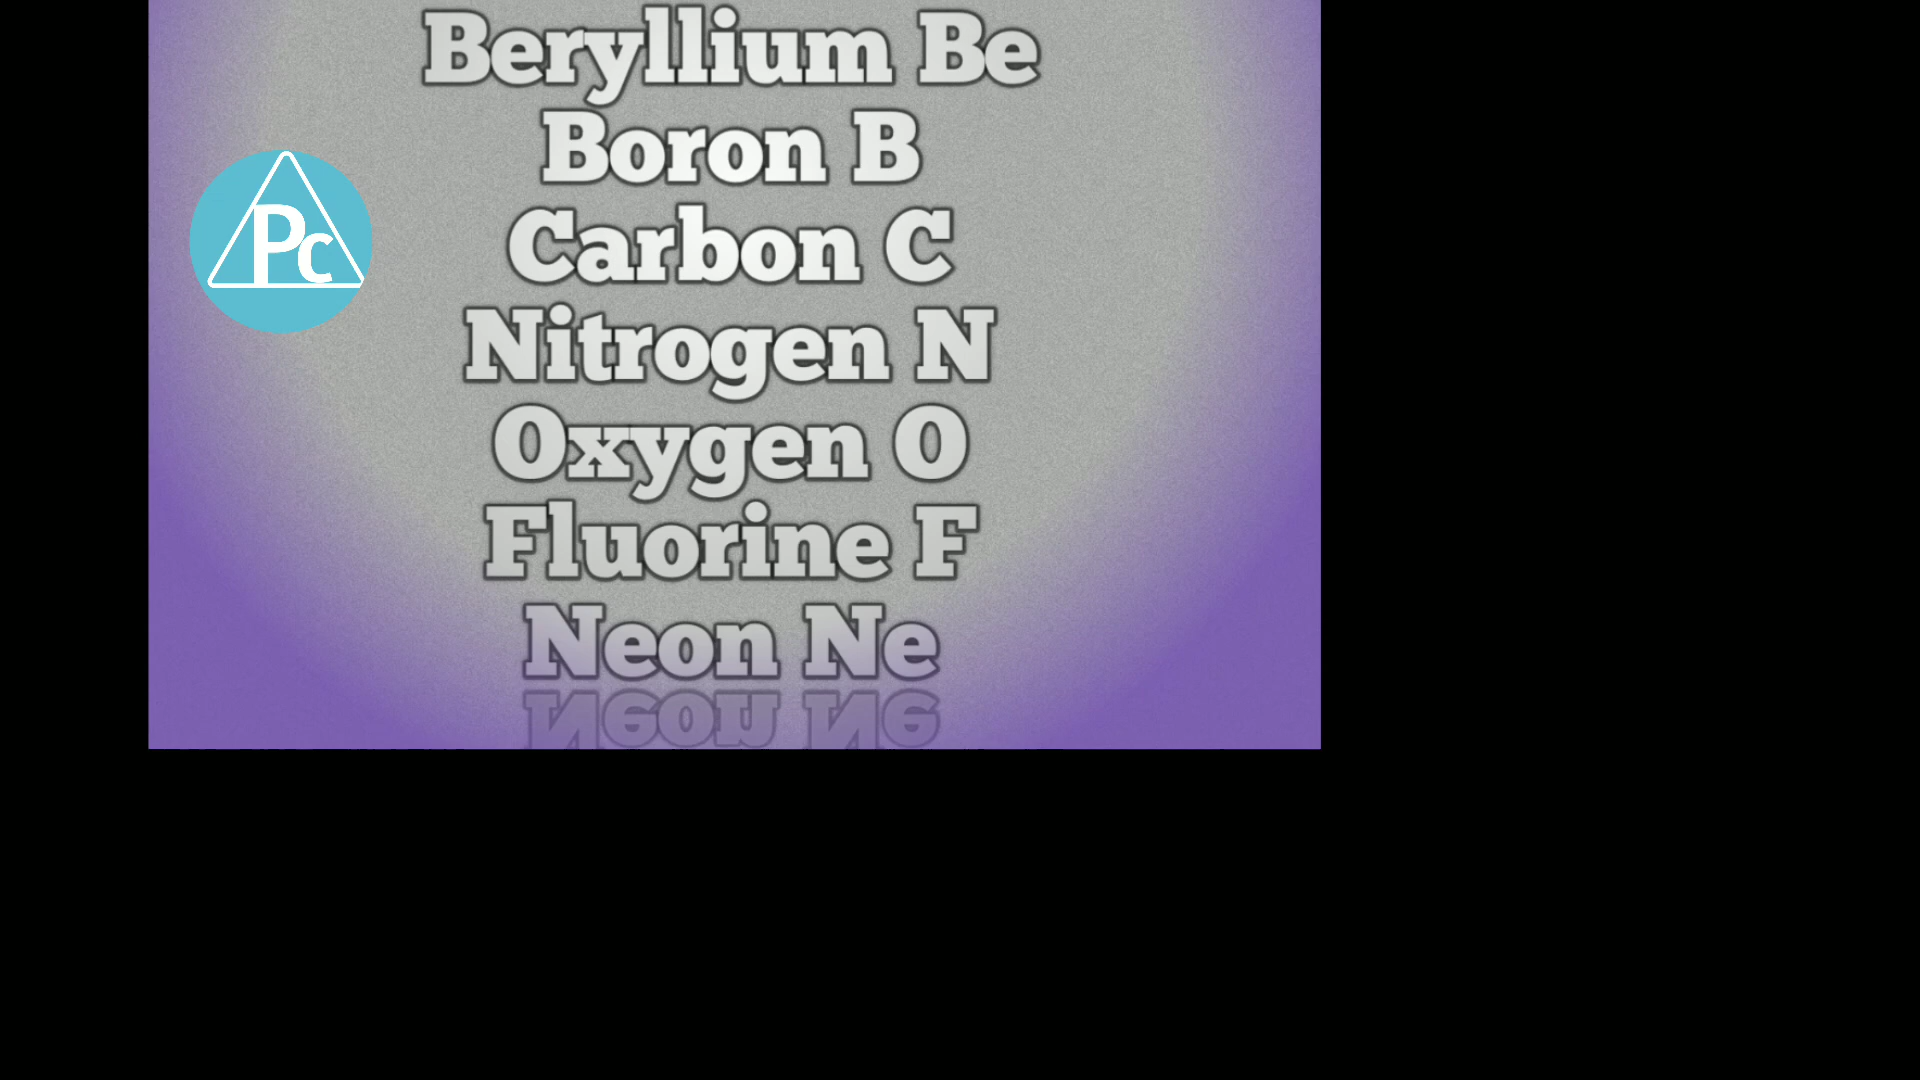 Beryllium Be
Boron B
Pc
Carbon C
Nitrogen N
Oxygen O
Fluorine F
Neon Ne